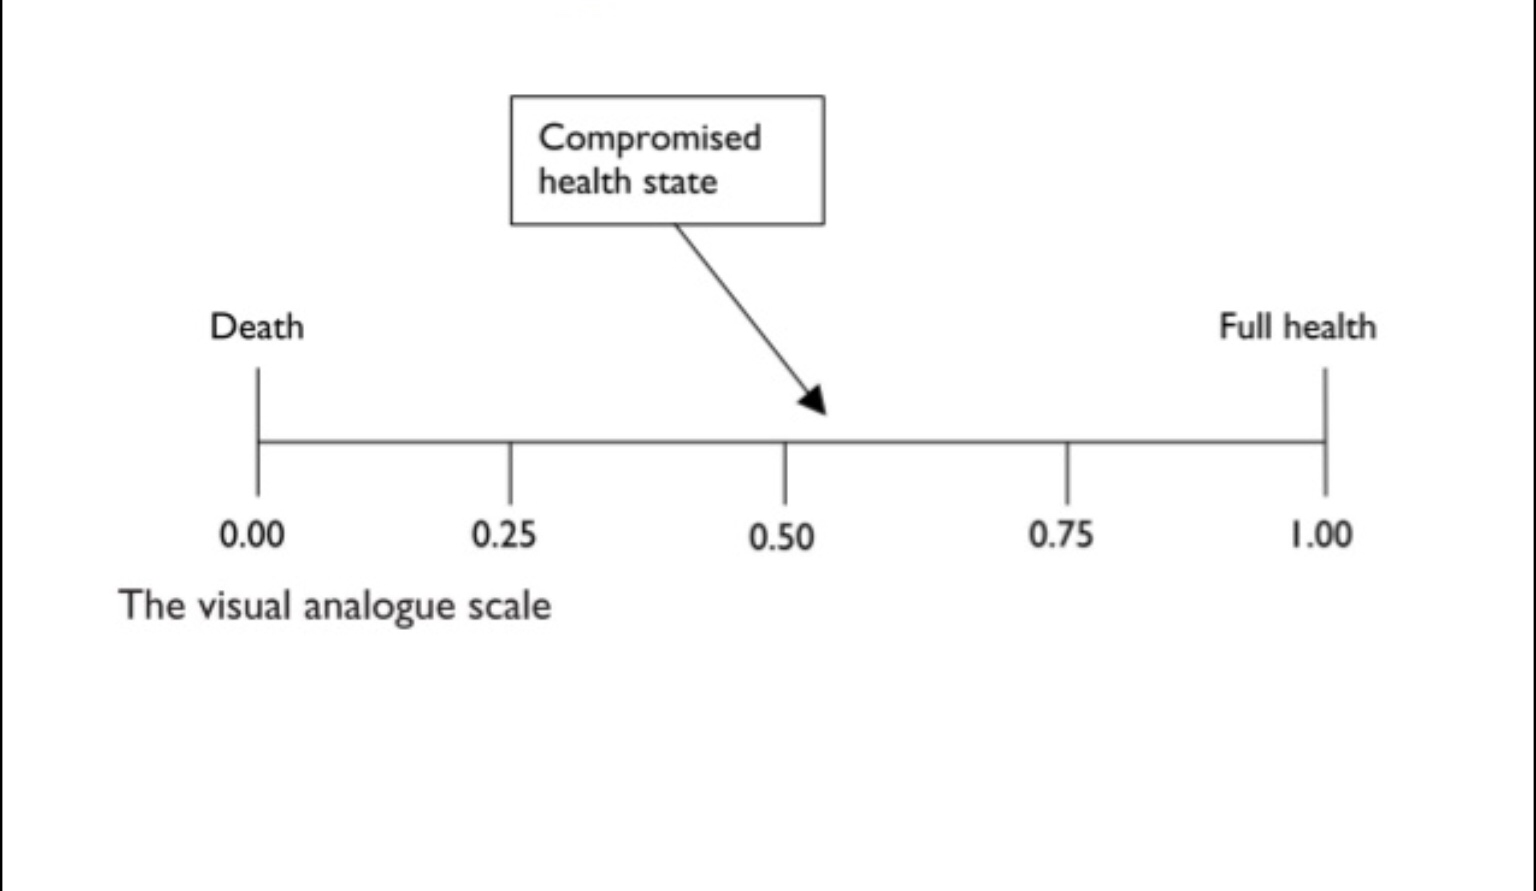 Compromised
health state
Death
Full health
0.00
0.25
0.50
0.75
1.00
The visual analogue scale